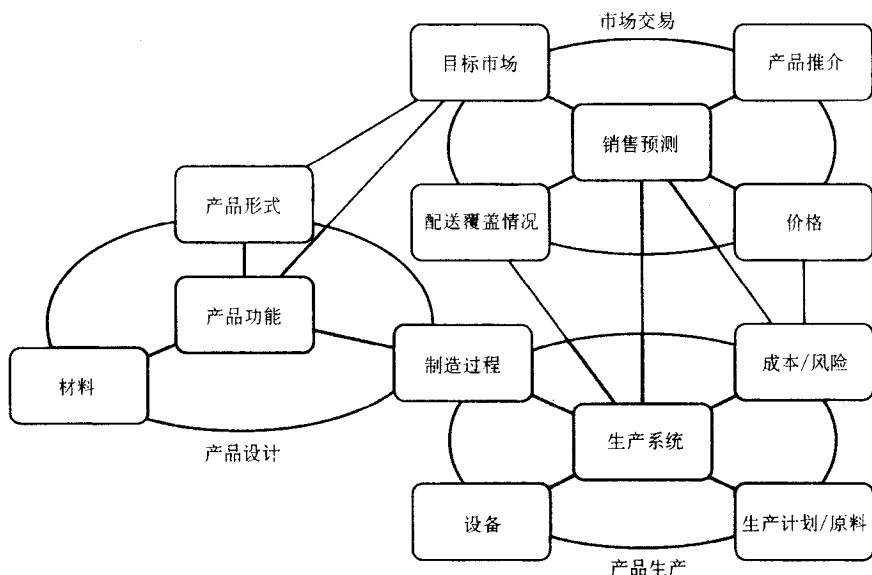 市场交易
目标市场
产品推介
销售预测
产品形式
配送覆盖情况
价格
产品功能
材料
制造过程
成本/风险
产品设计
生产系统
设备
生产计划/原料
产品生产